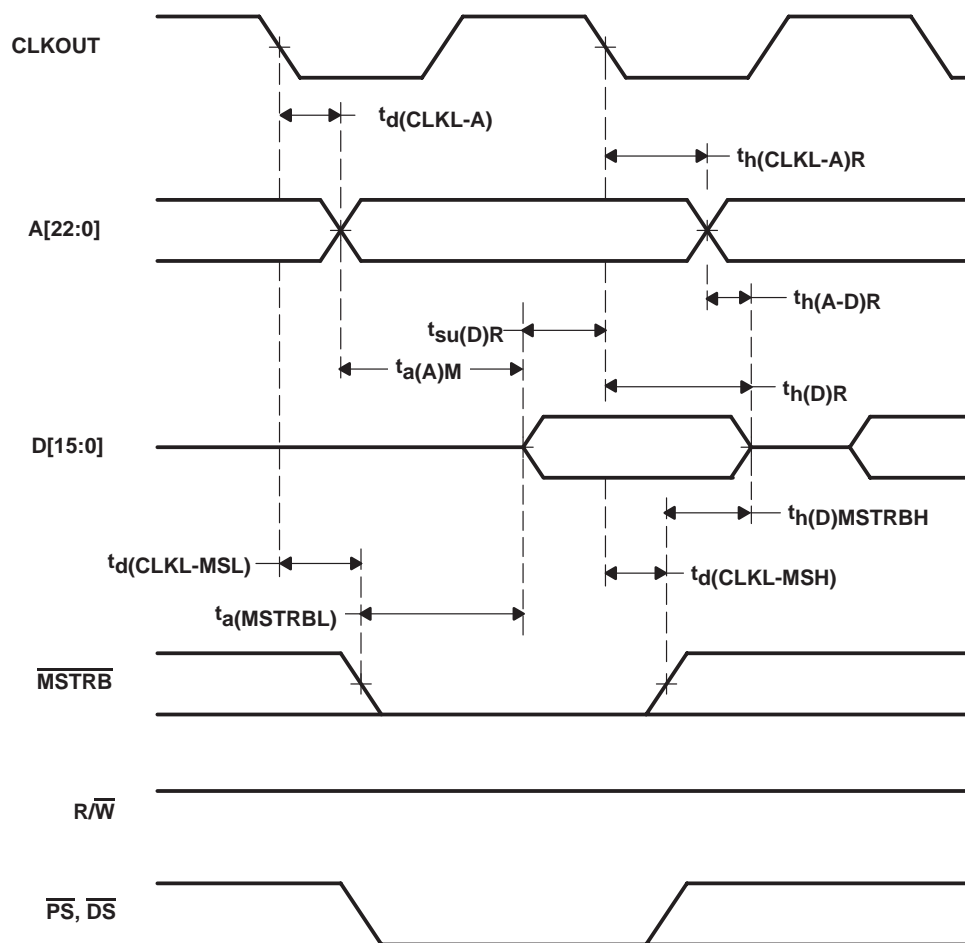 CLKOUT
td(CLKL-A)
th(CLKL-A)R
A[22:0]
th(A-D)R
tsu(D)R
ta(A)M
th(D)R
D[15:0]
th(D)MSTRBH
td(CLKL-MSL)
td(CLKL-MSH)
ta(MSTRBL)
MSTRB
R/W
PS, DS